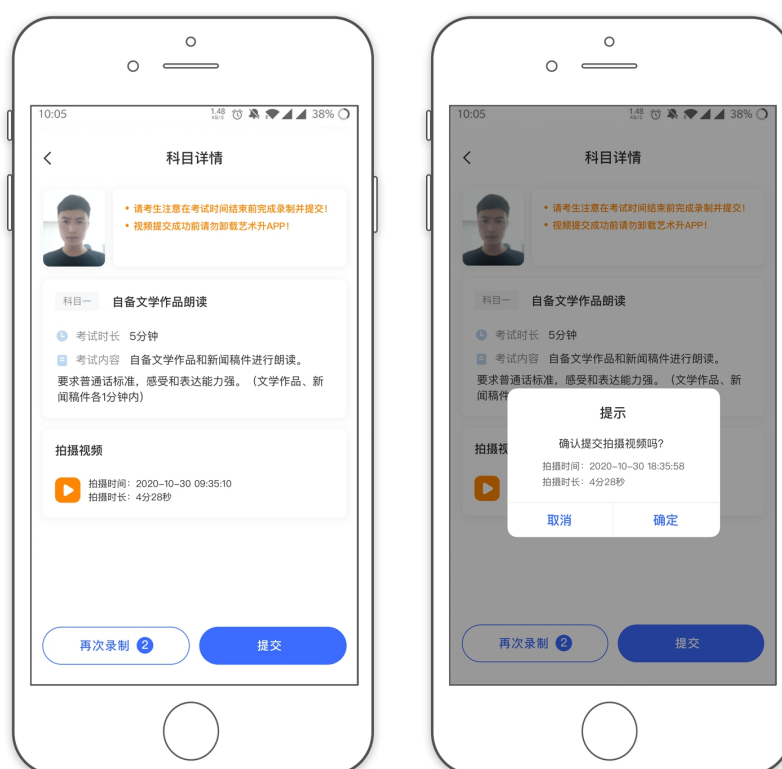 10:05
1.48
KB/S
38%
科目详情
• 请考生注意在考试时间结束前完成录制并提交!
• 视频提交成功前请勿卸载艺术升APP!
科目一 自备文学作品朗读
考试时长 5分钟
考试内容 自备文学作品和新闻稿件进行朗读。
要求普通话标准，感受和表达能力强。（文学作品、新
闻稿件各1分钟内）
拍摄视频
拍摄时间：2020-10-30 09:35:10
拍摄时长：4分28秒
再次录制 2
提交
10:05
1.48
KB/S
38%
科目详情
• 请考生注意在考试时间结束前完成录制并提交!
• 视频提交成功前请勿卸载艺术升APP!
科目一 自备文学作品朗读
考试时长 5分钟
考试内容 自备文学作品和新闻稿件进行朗读。
要求普通话标准，感受和表达能力强。（文学作品、新
闻稿件
拍摄视
提示
确认提交拍摄视频吗?
拍摄时间：2020-10-30 18:35:58
拍摄时长：4分28秒
取消
确定
再次录制 2
提交